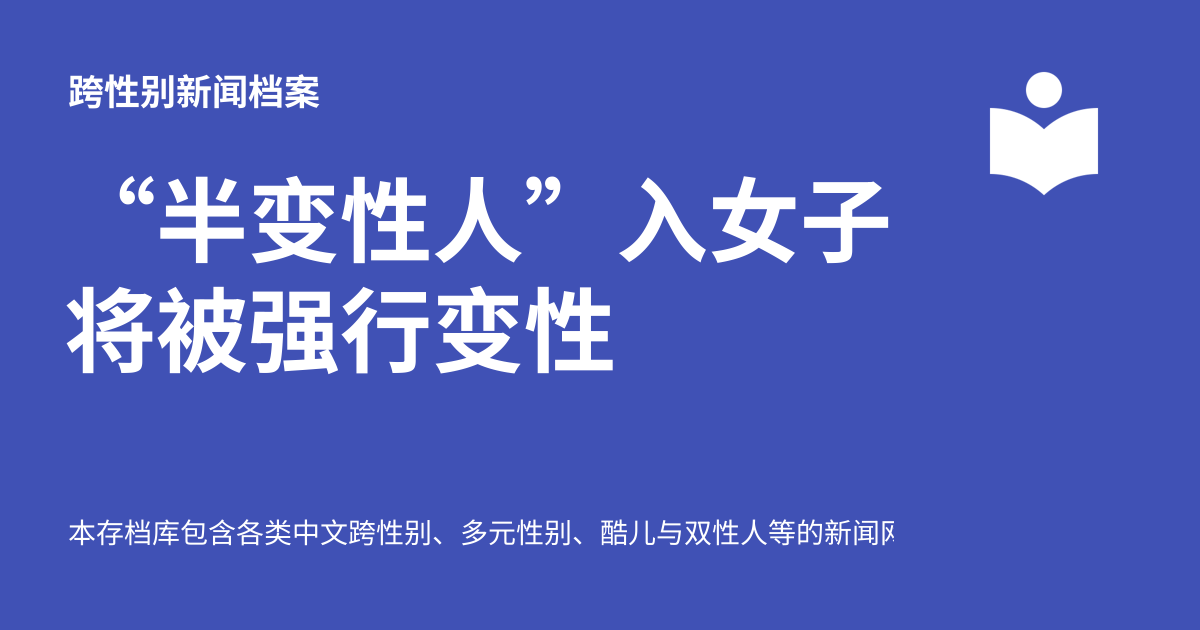 跨性别新闻档案
“半变性人”入女子
将被强行变性
本存档库包含各类中文跨性别、多元性别、酷儿与双性人等的新闻